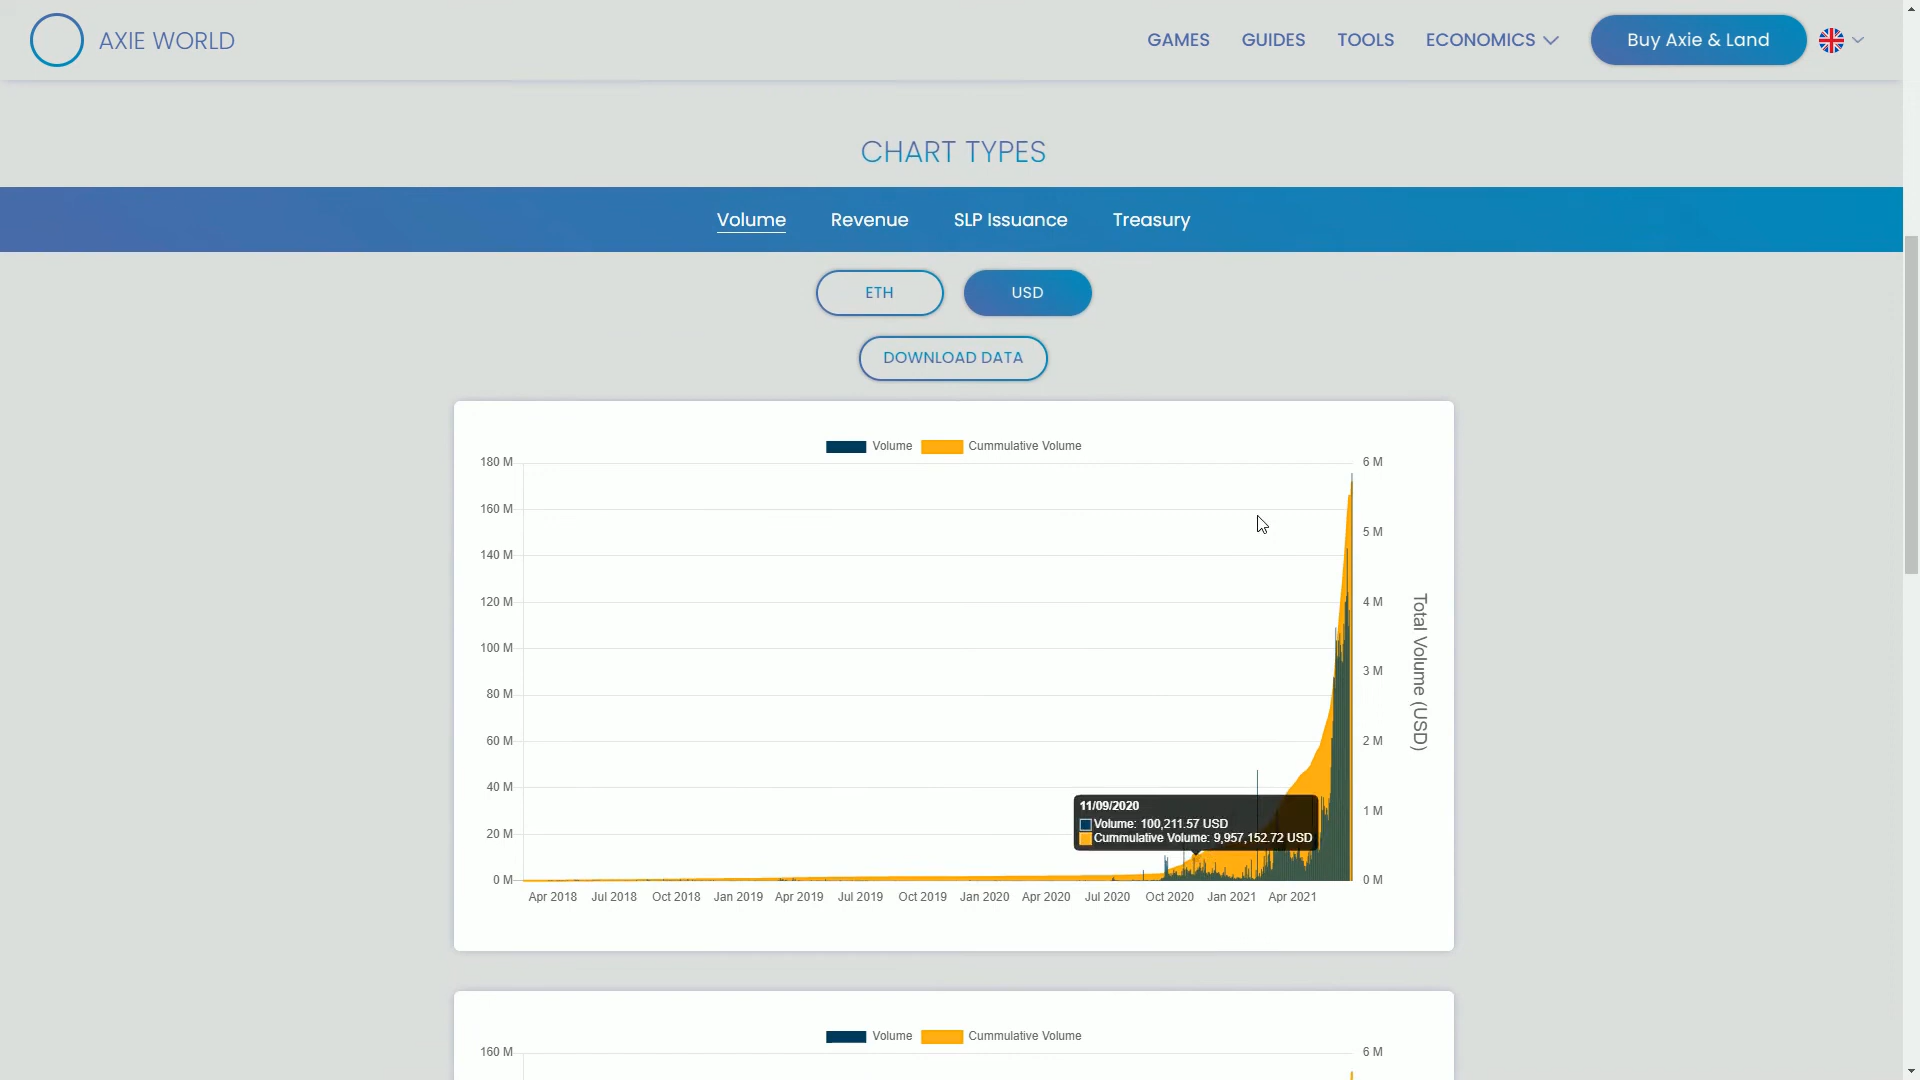 AXIE WORLD
GAMES GUIDES TOOLS ECONOMICS Buy Axie & Land
CHART TYPES
Volume Revenue SLP Issuance Treasury
ETH USD
DOWNLOAD DATA
Volume Cummulative Volume
180 M 6 M
160 M
5 M
140 M
120 M 4 M
100 M
3 M
80 M
60 M 2 M
40 M
1 M
20 M
0 M 0 M
Total Volume (USD)
11/09/2020
Volume: 100,211.57 USD
Cummulative Volume: 9,957,152.72 USD
Apr 2018 Jul 2018 Oct 2018 Jan 2019 Apr 2019 Jul 2019 Oct 2019 Jan 2020 Apr 2020 Jul 2020 Oct 2020 Jan 2021 Apr 2021
Volume Cummulative Volume
160 M 6 M